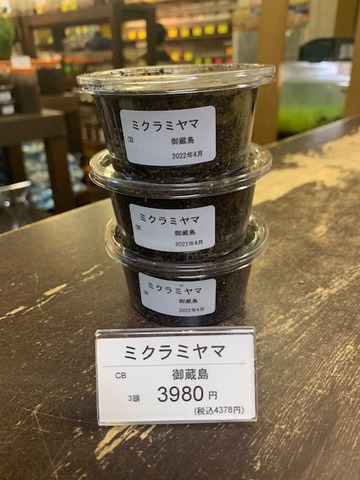 ミクラミヤマ
CB 御蔵島
2022年4月
ミクラミヤマ
CB 御蔵島
2022年4月
ミクラミヤマ
CB 御蔵島
2022年4月
ミクラミヤマ
CB 御蔵島
3頭 3980円
(税込4378円)